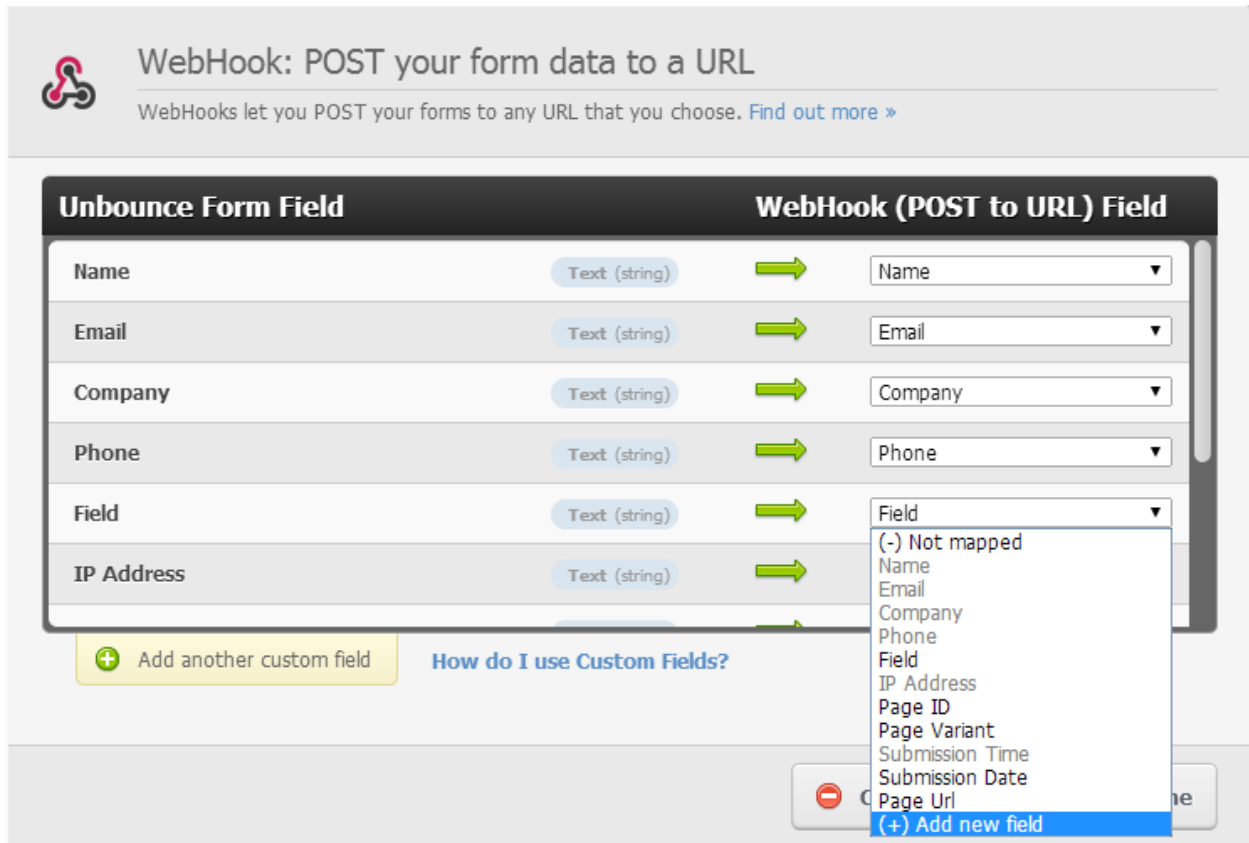 WebHook: POST your form data to a URL
WebHooks let you POST your forms to any URL that you choose. Find out more »
Unbounce Form Field WebHook (POST to URL) Field
Name Text (string) Name
Email Text (string) Email
Company Text (string) Company
Phone Text (string) Phone
Field Text (string) Field
IP Address Text (string)
(-) Not mapped
Name
Email
Company
Phone
Field
IP Address
Page ID
Page Variant
Submission Time
Submission Date
Page Url
(+) Add new field
Add another custom field How do I use Custom Fields?